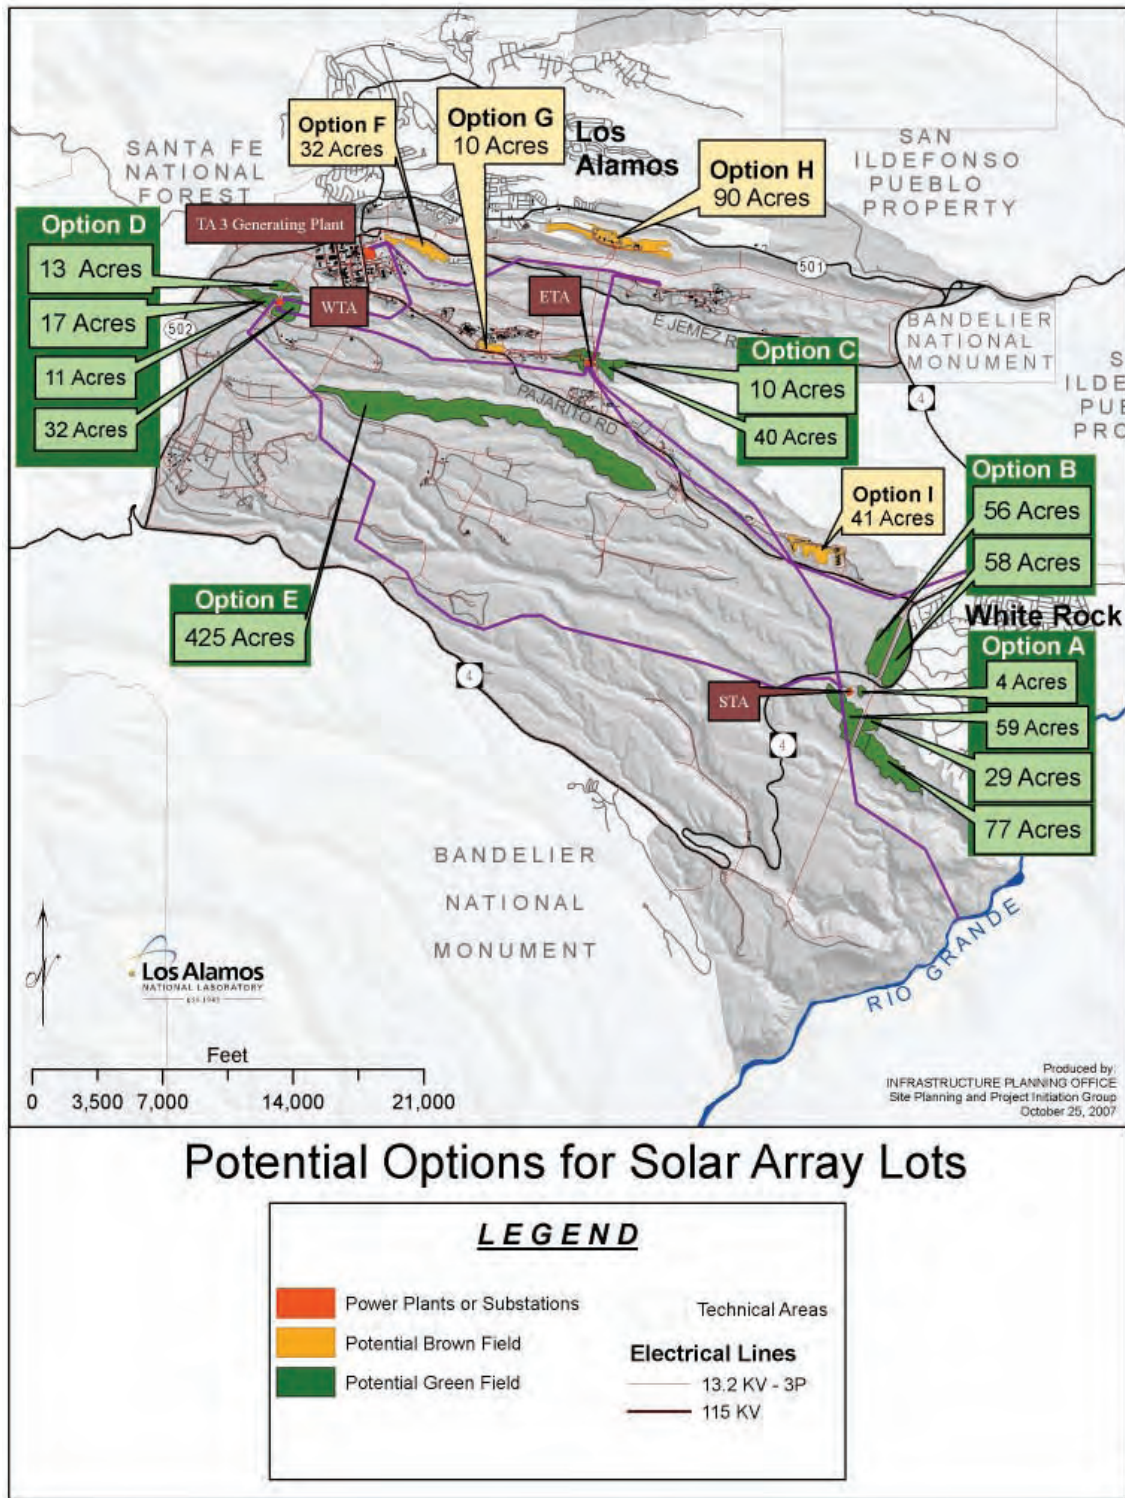 Option F
32 Acres
Option G
10 Acres
Los
Alamos
Option H
90 Acres
SANTA FE
NATIONAL
FOREST
SAN
ILDEFONSO
PUEBLO
PROPERTY
Option D
13 Acres
17 Acres
11 Acres
32 Acres
TA 3 Generating Plant
WTA
ETA
501
502
E JEMEZ R
BANDELIER
NATIONAL
MONUMENT
S
ILDE
PUE
PRO
4
Option C
10 Acres
40 Acres
PAJARITO RD
Option I
41 Acres
Option B
56 Acres
58 Acres
White Rock
Option E
425 Acres
Option A
4 Acres
59 Acres
29 Acres
77 Acres
STA
4
4
BANDELIER
NATIONAL
MONUMENT
RIO GRANDE
N
Los Alamos
NATIONAL LABORATORY
EST. 1943
Feet
0 3,500 7,000 14,000 21,000
Produced by:
INFRASTRUCTURE PLANNING OFFICE
Site Planning and Project Initiation Group
October 25, 2007
Potential Options for Solar Array Lots
LEGEND
Power Plants or Substations
Potential Brown Field
Potential Green Field
Technical Areas
Electrical Lines
13.2 KV - 3P
115 KV